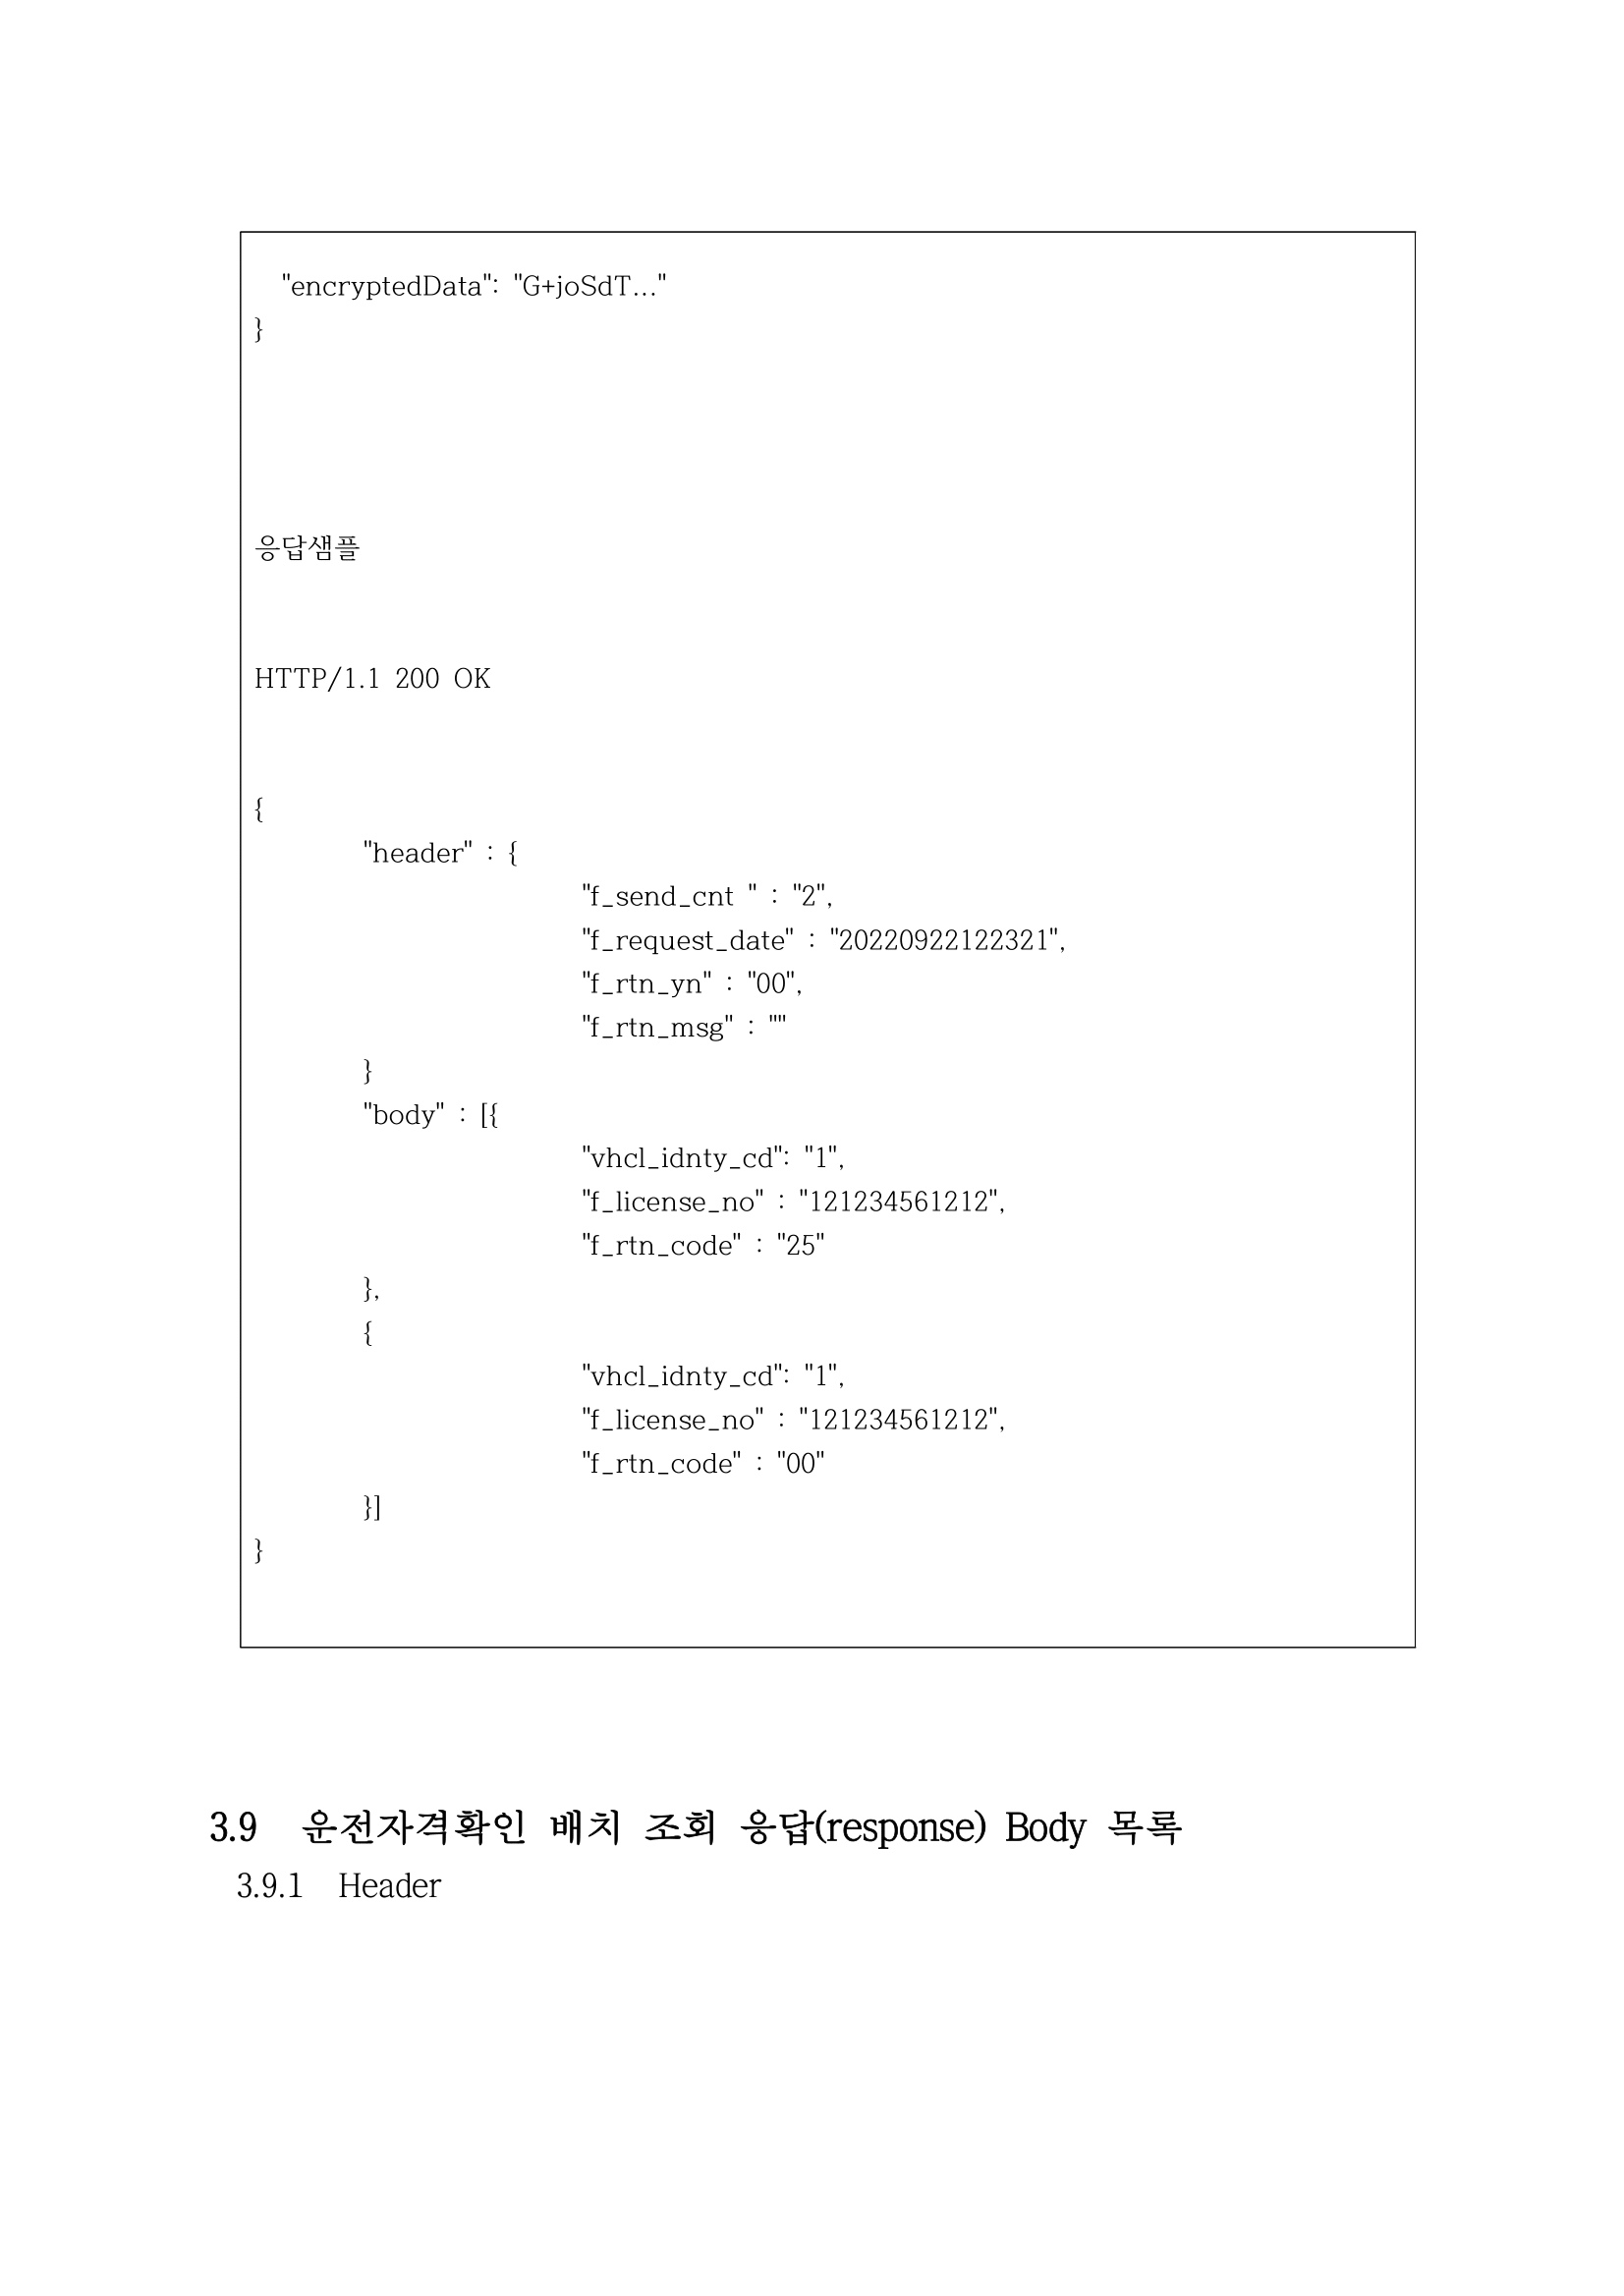 "encryptedData": "G+joSdT..."
}
응답샘플
HTTP/1.1 200 OK
{
"header" : {
"f_send_cnt " : "2",
"f_request_date" : "20220922122321",
"f_rtn_yn" : "00",
"f_rtn_msg" : ""
}
"body" : [{
"vhcl_idnty_cd": "1",
"f_license_no" : "121234561212",
"f_rtn_code" : "25"
},
{
"vhcl_idnty_cd": "1",
"f_license_no" : "121234561212",
"f_rtn_code" : "00"
}]
}
3.9 운전자격확인 배치 조회 응답(response) Body 목록
3.9.1 Header